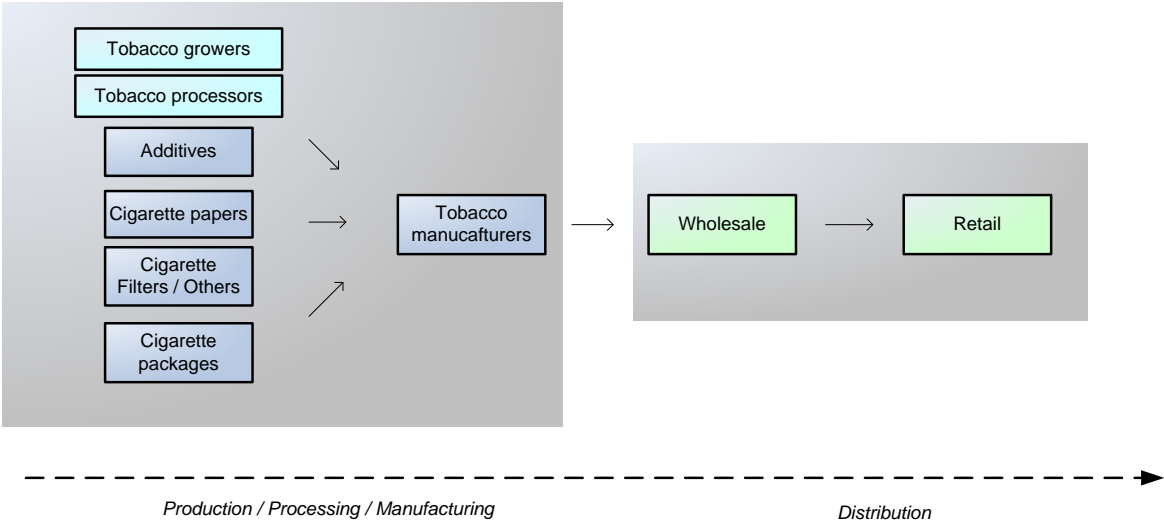 Tobacco growers
Tobacco processors
Additives
Cigarette papers
Cigarette
Filters / Others
Cigarette
packages
Tobacco
manucafturers
Wholesale
Retail
Production / Processing / Manufacturing
Distribution